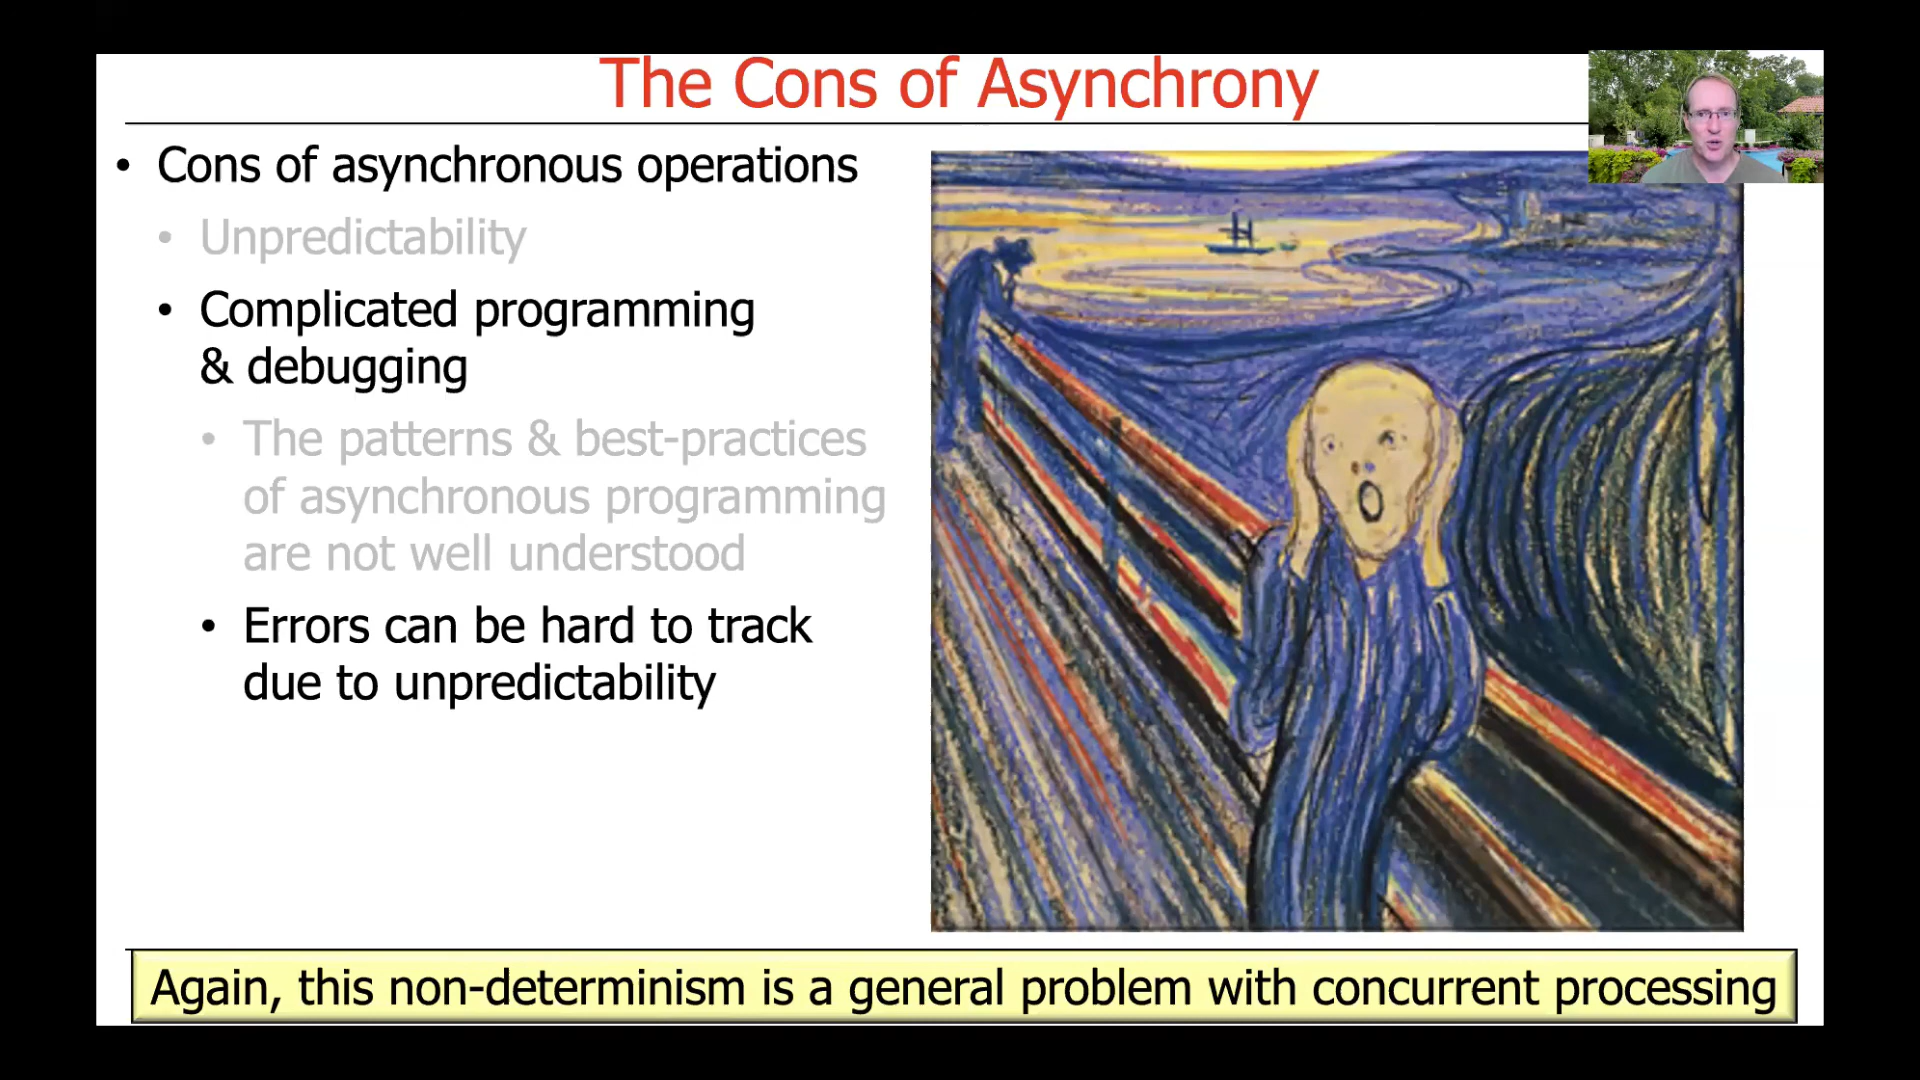 The Cons of Asynchrony
• Cons of asynchronous operations
• Unpredictability
• Complicated programming
& debugging
• The patterns & best-practices
of asynchronous programming
are not well understood
• Errors can be hard to track
due to unpredictability
Again, this non-determinism is a general problem with concurrent processing